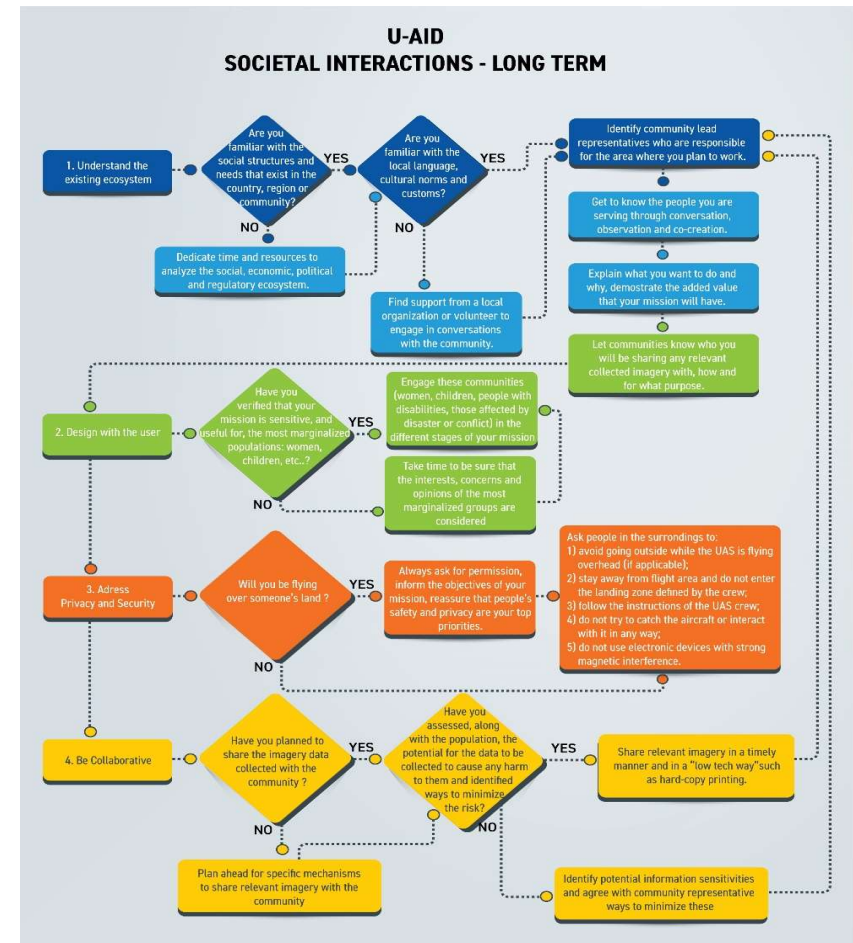 U-AID
SOCIETAL INTERACTIONS - LONG TERM
1. Understand the
existing ecosystem
Are you
familiar with the
social structures and
needs that exist in the
country, region or
community?
YES
NO
Dedicate time and resources to
analyze the social, economic, political
and regulatory ecosystem.
Are you
familiar with the
local language,
cultural norms and
customs?
YES
NO
Find support from a local
organization or volunteer to
engage in conversations
with the community.
Identify community lead
representatives who are responsible
for the area where you plan to work.
Get to know the people you are
serving through conversation,
observation and co-creation.
Explain what you want to do and
why, demostrate the added value
that your mission will have.
Let communities know who you
will be sharing any relevant
collected imagery with, how and
for what purpose.
2. Design with the user
Have you
verified that your
mission is sensitive, and
useful for, the most marginalized
populations: women,
children, etc..?
YES
NO
Engage these communities
(women, children, people with
disabilities, those affected by
disaster or conflict) in the
different stages of your mission
Take time to be sure that
the interests, concerns and
opinions of the most
marginalized groups are
considered
3. Adress
Privacy and Security
Will you be flying
over someone's land ?
YES
NO
Always ask for permission,
inform the objectives of your
mission, reassure that people's
safety and privacy are your top
priorities.
Ask people in the surrondings to:
1) avoid going outside while the UAS is flying
overhead (if applicable);
2) stay away from flight area and do not enter
the landing zone defined by the crew;
3) follow the instructions of the UAS crew;
4) do not try to catch the aircraft or interact
with it in any way;
5) do not use electronic devices with strong
magnetic interference.
4. Be Collaborative
Have you planned to
share the imagery data
collected with the
community ?
YES
NO
Plan ahead for specific mechanisms
to share relevant imagery with the
community
Have you
assessed, along
with the population, the
potential for the data to be
collected to cause any harm
to them and identified
ways to minimize
the risk?
YES
NO
Share relevant imagery in a timely
manner and in a "low tech way"such
as hard-copy printing.
Identify potential information sensitivities
and agree with community representative
ways to minimize these